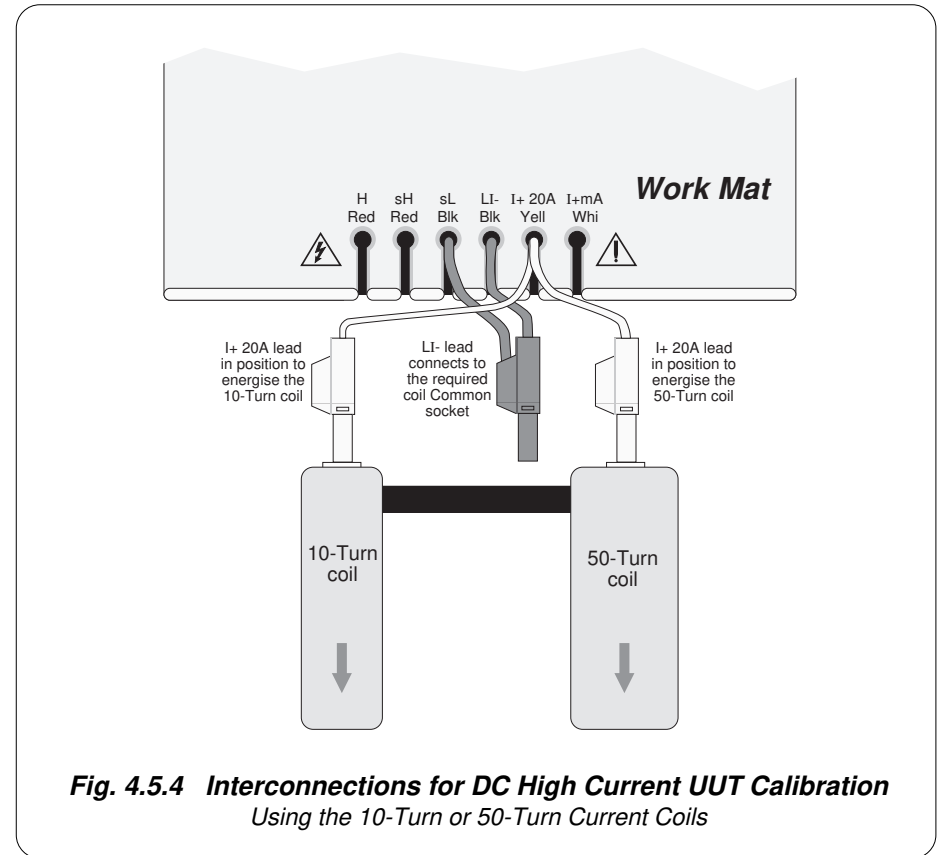 Work Mat
H sH sL LI- I+ 20A I+mA
Red Red Blk Blk Yell Whi
I+ 20A lead
in position to
energise the
10-Turn coil
LI- lead
connects to
the required
coil Common
socket
I+ 20A lead
in position to
energise the
50-Turn coil
10-Turn
coil
50-Turn
coil
Fig. 4.5.4 Interconnections for DC High Current UUT Calibration
Using the 10-Turn or 50-Turn Current Coils